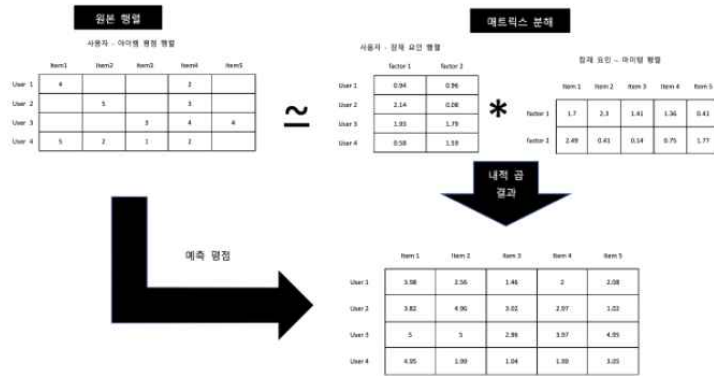 원본 행렬
매트릭스 분해
사용자 - 아이템 평점 행렬
Item1 Item2 Item3 Item4 Item5
User 1 4 2
User 2 5 3
User 3 3 4 4
User 4 5 2 1 2
≃
사용자 - 잠재 요인 행렬
factor 1 factor 2
User 1 0.94 0.96
User 2 2.14 0.08
User 3 1.93 1.79
User 4 0.58 1.59
*
잠재 요인 - 아이템 행렬
Item 1 Item 2 Item 3 Item 4 Item 5
factor 1 1.7 2.3 1.41 1.36 0.41
factor 2 2.49 0.41 0.14 0.75 1.77
내적 곱
결과
예측 평점
Item 1 Item 2 Item 3 Item 4 Item 5
User 1 3.98 2.56 1.46 2 2.08
User 2 3.82 4.96 3.02 2.97 1.02
User 3 5 5 2.96 3.97 4.95
User 4 4.95 1.99 1.04 1.99 3.05